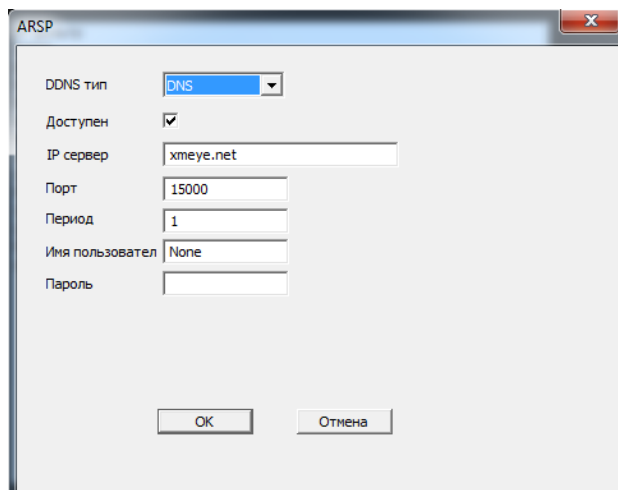 ARSP
DDNS тип DNS
Доступен
IP сервер xmeye.net
Порт 15000
Период 1
Имя пользовател None
Пароль
OK Отмена